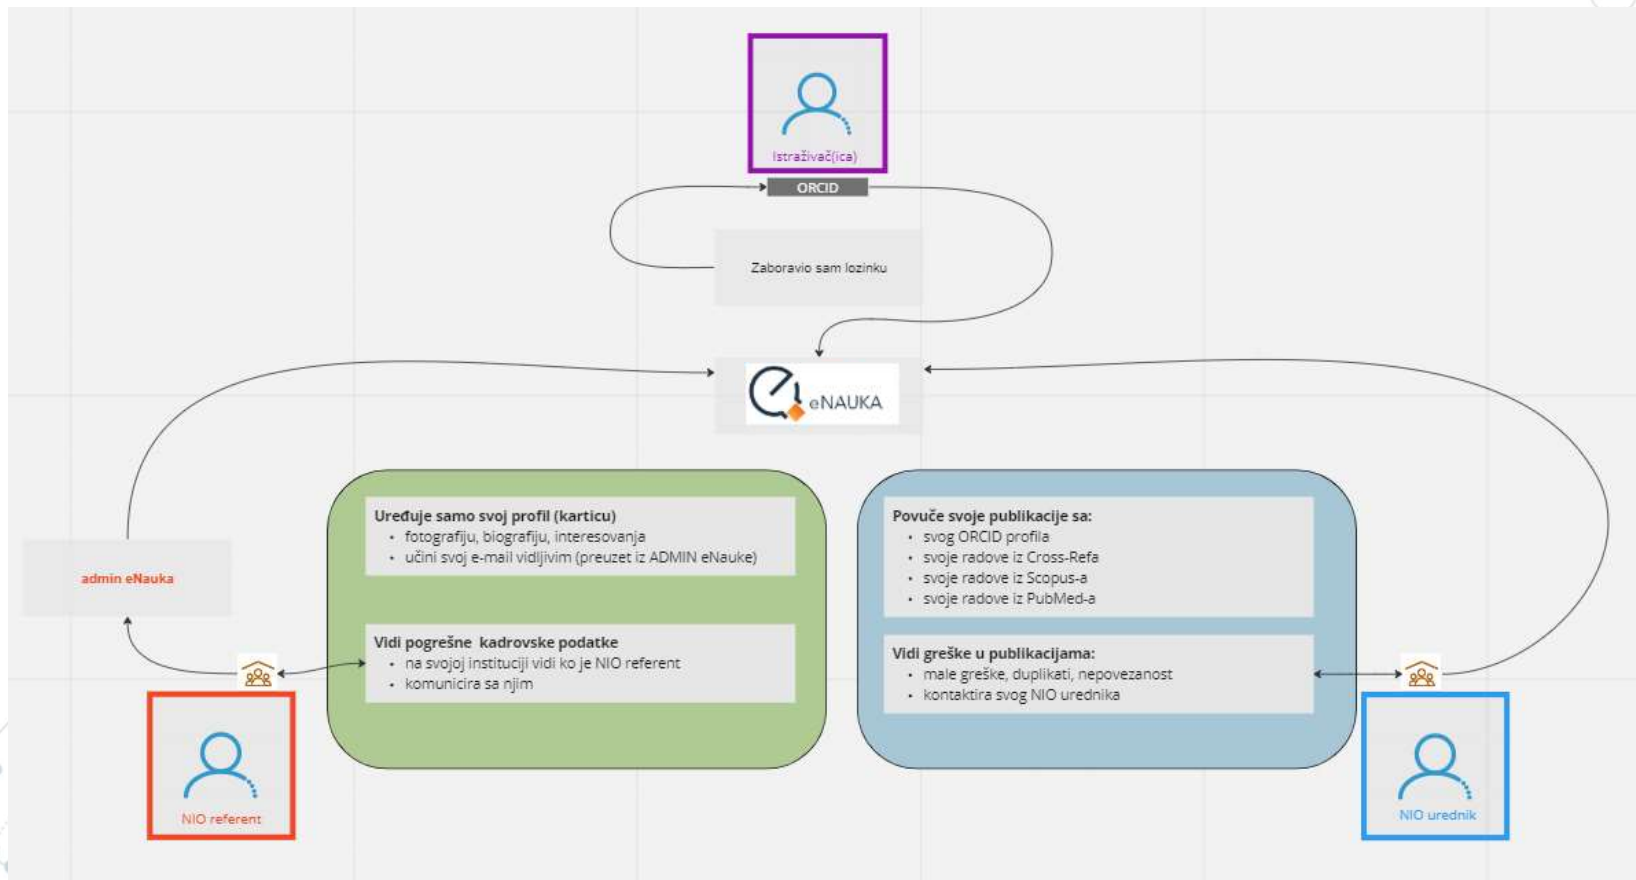 Istraživač(ica)
ORCID
Zaboravio sam lozinku
eNAUKA
Uređuje samo svoj profil (karticu)
• fotografiju, biografiju, interesovanja
• učini svoj e-mail vidljivim (preuzet iz ADMIN eNauke)
Vidi pogrešne kadrovske podatke
• na svojoj instituciji vidi ko je NIO referent
• komunicira sa njim
Povuče svoje publikacije sa:
• svog ORCID profila
• svoje radove iz Cross-Refa
• svoje radove iz Scopus-a
• svoje radove iz PubMed-a
Vidi greške u publikacijama:
• male greške, duplikati, nepovezanost
• kontaktira svog NIO urednika
admin eNauka
NIO referent
NIO urednik